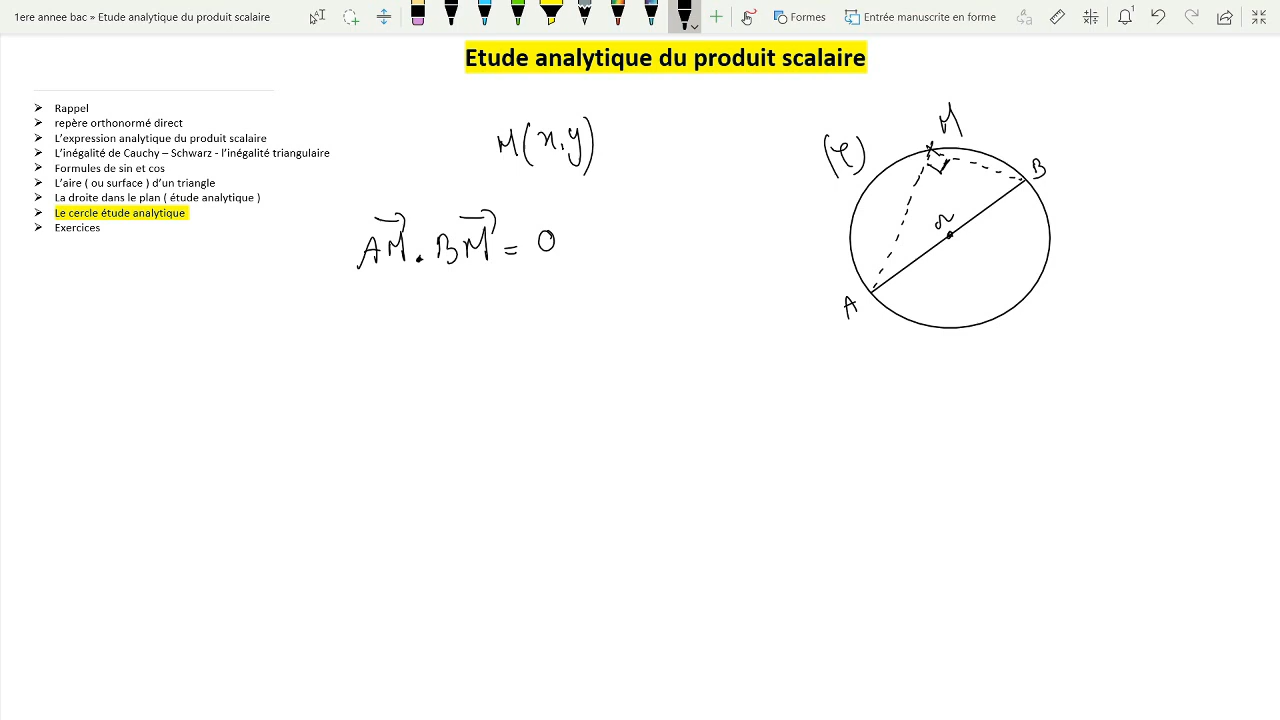 1ere annee bac » Etude analytique du produit scalaire
Formes
Entrée manuscrite en forme
Etude analytique du produit scalaire
Rappel
repère orthonormé direct
L'expression analytique du produit scalaire
L'inégalité de Cauchy – Schwarz - l'inégalité triangulaire
Formules de sin et cos
L'aire ( ou surface ) d'un triangle
La droite dans le plan ( étude analytique )
Le cercle étude analytique
Exercices
M(x,y)
AM . BM = 0
M
B
Ω
A